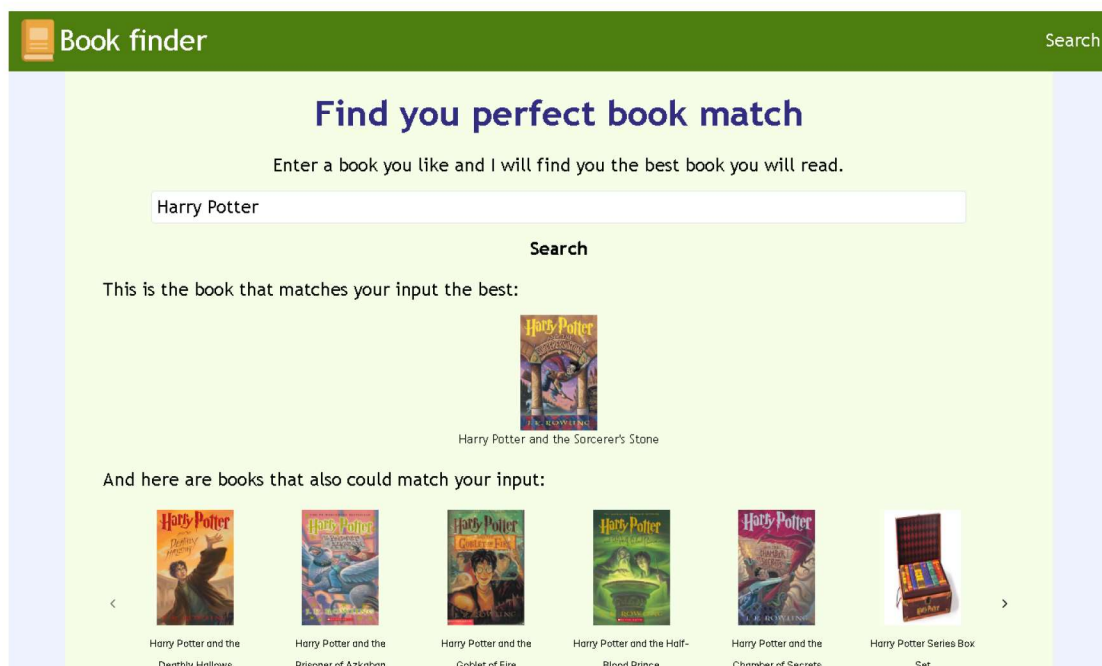 Book finder
Search
Find you perfect book match
Enter a book you like and I will find you the best book you will read.
Harry Potter
Search
This is the book that matches your input the best:
Harry Potter
J. K. ROWLING
Harry Potter and the Sorcerer's Stone
And here are books that also could match your input:
Harry Potter Harry Potter Harry Potter Harry Potter Harry Potter
GOBLET OF FIRE
CHAMBER
< >
Harry Potter and the Harry Potter and the Harry Potter and the Harry Potter and the Half- Harry Potter and the Harry Potter Series Box
Deathly Hallows Prisoner of Azkaban Goblet of Fire Blood Prince Chamber of Secrets Set